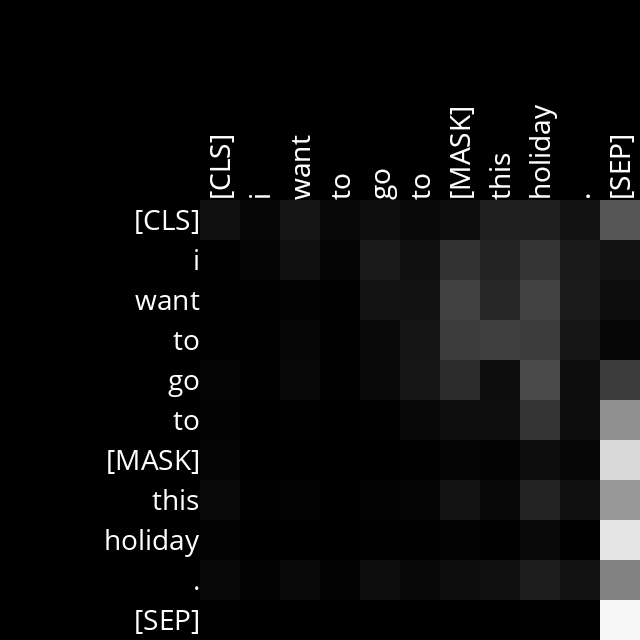 [CLS] i want to go to [MASK] this holiday . [SEP]
[CLS]
i
want
to
go
to
[MASK]
this
holiday
.
[SEP]